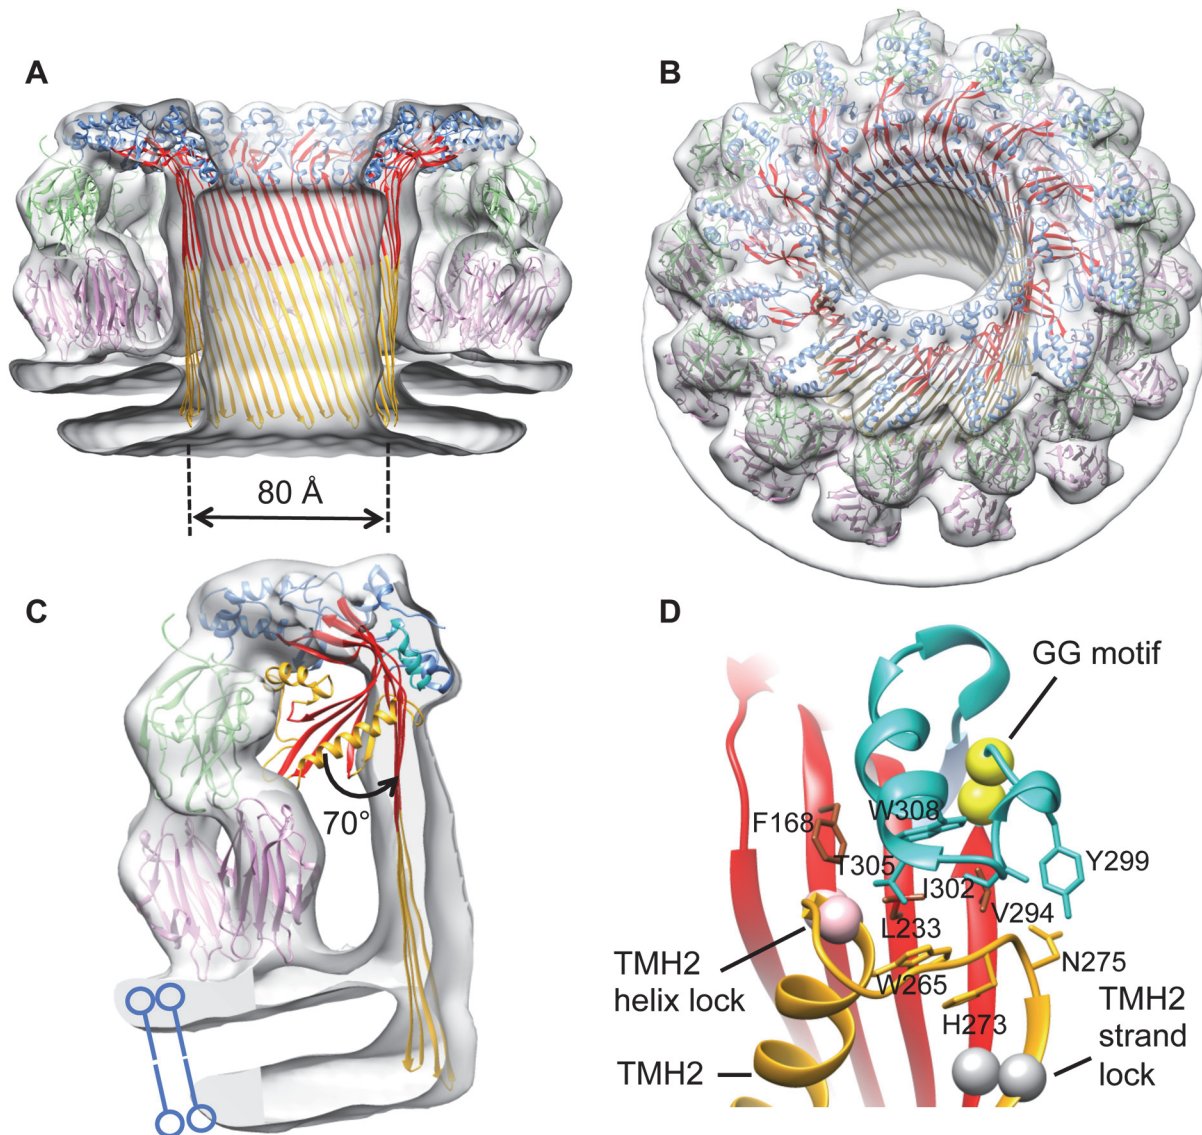 A
B
80 Å
C
70°
D
GG motif
F168
W308
T305
I302
Y299
V294
L233
TMH2
helix lock
W265
N275
H273
TMH2
strand
lock
TMH2